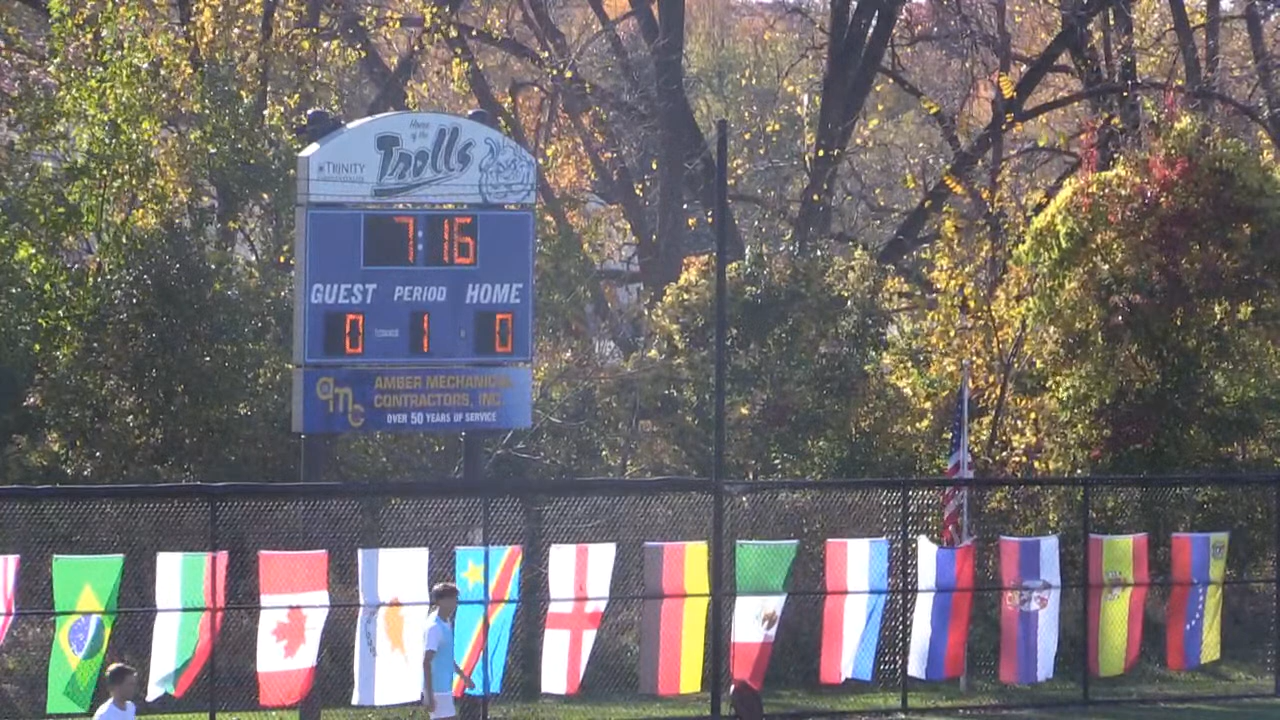 Home
of the
Trolls
TRINITY
7:16
GUEST PERIOD HOME
0 1 0
amc
AMBER MECHANICAL
CONTRACTORS, INC.
OVER 50 YEARS OF SERVICE